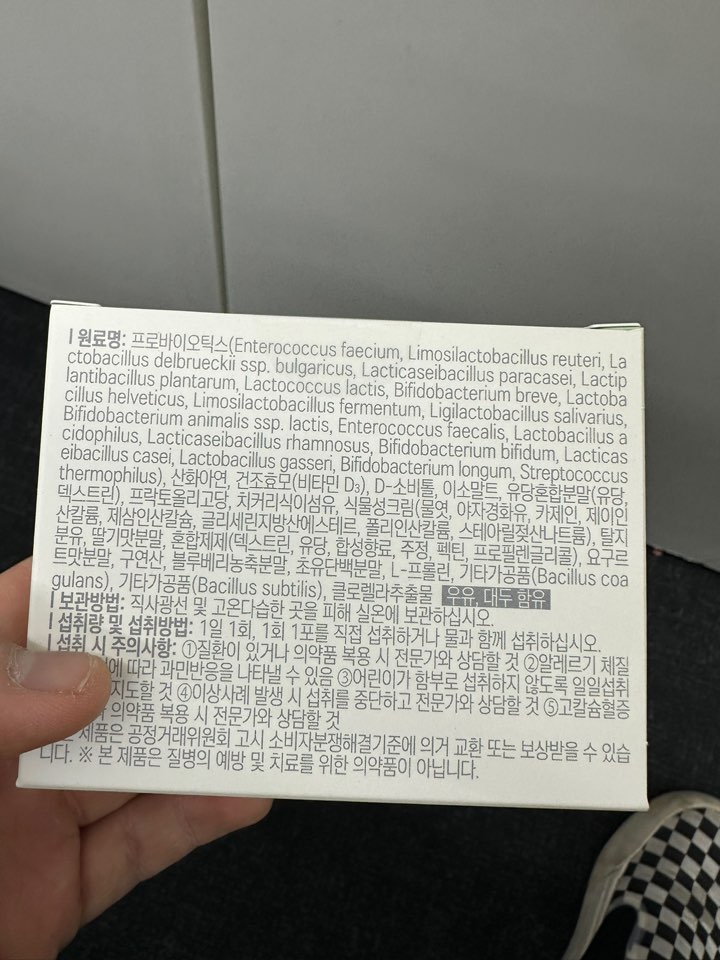 | 원료명: 프로바이오틱스(Enterococcus faecium, Limosilactobacillus reuteri, La
ctobacillus delbrueckii ssp. bulgaricus, Lacticaseibacillus paracasei, Lactip
lantibacillus plantarum, Lactococcus lactis, Bifidobacterium breve, Lactoba
cillus helveticus, Limosilactobacillus fermentum, Ligilactobacillus salivarius,
Bifidobacterium animalis ssp. lactis, Enterococcus faecalis, Lactobacillus a
cidophilus, Lacticaseibacillus rhamnosus, Bifidobacterium bifidum, Lacticas
eibacillus casei, Lactobacillus gasseri, Bifidobacterium longum, Streptococcus
thermophilus), 산화아연, 건조효모(비타민 D₃), D-소비톨, 이소말트, 유당혼합분말(유당,
덱스트린), 프락토올리고당, 치커리식이섬유, 식물성크림(물엿, 야자경화유, 카제인, 제이인
산칼륨, 제삼인산칼슘, 글리세린지방산에스테르, 폴리인산칼륨, 스테아릴젖산나트륨), 탈지
분유, 딸기맛분말, 혼합제제(덱스트린, 유당, 합성향료, 주정, 펙틴, 프로필렌글리콜), 요구르
트맛분말, 구연산, 블루베리농축분말, 초유단백분말, L-프롤린, 기타가공품(Bacillus coa
gulans), 기타가공품(Bacillus subtilis), 클로렐라추출물 우유, 대두 함유
| 보관방법: 직사광선 및 고온다습한 곳을 피해 실온에 보관하십시오.
| 섭취량 및 섭취방법: 1일 1회, 1회 1포를 직접 섭취하거나 물과 함께 섭취하십시오.
| 섭취 시 주의사항: ①질환이 있거나 의약품 복용 시 전문가와 상담할 것 ②알레르기 체질
에 따라 과민반응을 나타낼 수 있음 ③어린이가 함부로 섭취하지 않도록 일일섭취
지도할 것 ④이상사례 발생 시 섭취를 중단하고 전문가와 상담할 것 ⑤고칼슘혈증
의약품 복용 시 전문가와 상담할 것
제품은 공정거래위원회 고시 소비자분쟁해결기준에 의거 교환 또는 보상받을 수 있습
니다. ※ 본 제품은 질병의 예방 및 치료를 위한 의약품이 아닙니다.